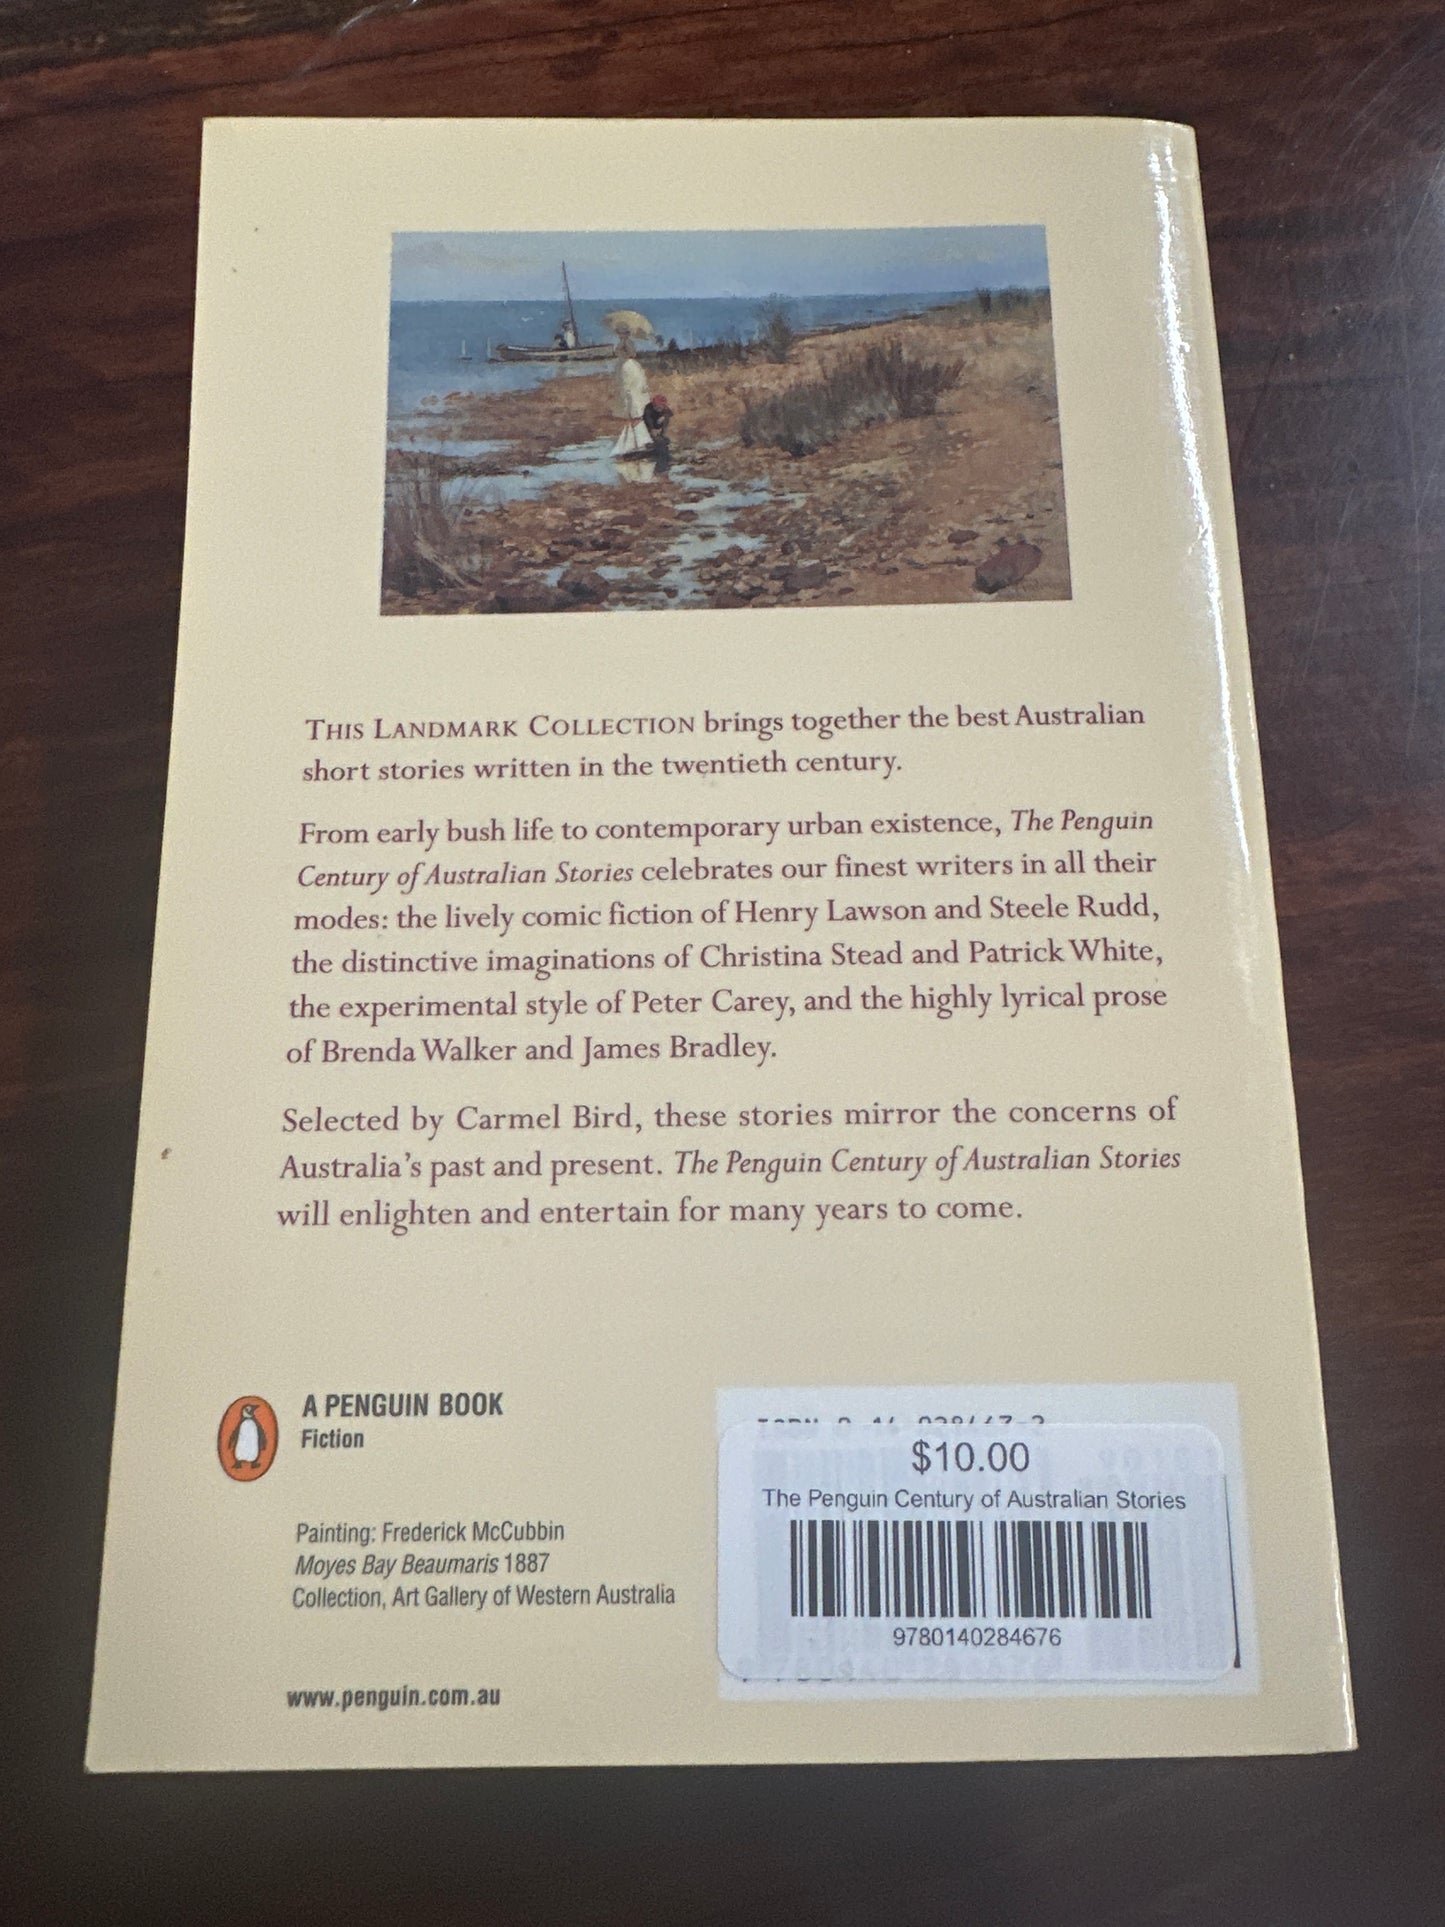 THIS LANDMARK COLLECTION brings together the best Australian
short stories written in the twentieth century.
From early bush life to contemporary urban existence, The Penguin
Century of Australian Stories celebrates our finest writers in all their
modes: the lively comic fiction of Henry Lawson and Steele Rudd,
the distinctive imaginations of Christina Stead and Patrick White,
the experimental style of Peter Carey, and the highly lyrical prose
of Brenda Walker and James Bradley.
Selected by Carmel Bird, these stories mirror the concerns of
Australia's past and present. The Penguin Century of Australian Stories
will enlighten and entertain for many years to come.
A PENGUIN BOOK
Fiction
Painting: Frederick McCubbin
Moyes Bay Beaumaris 1887
Collection, Art Gallery of Western Australia
www.penguin.com.au
$10.00
The Penguin Century of Australian Stories
9780140284676